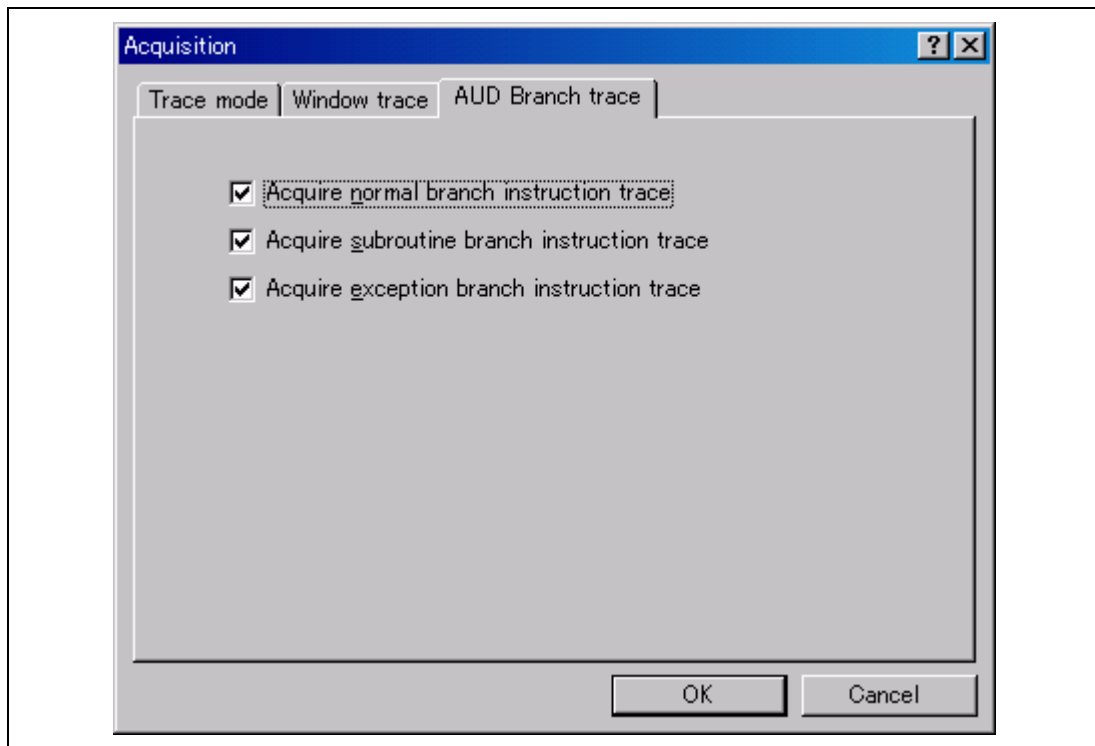 Acquisition
Trace mode Window trace AUD Branch trace
Acquire normal branch instruction trace
Acquire subroutine branch instruction trace
Acquire exception branch instruction trace
OK Cancel